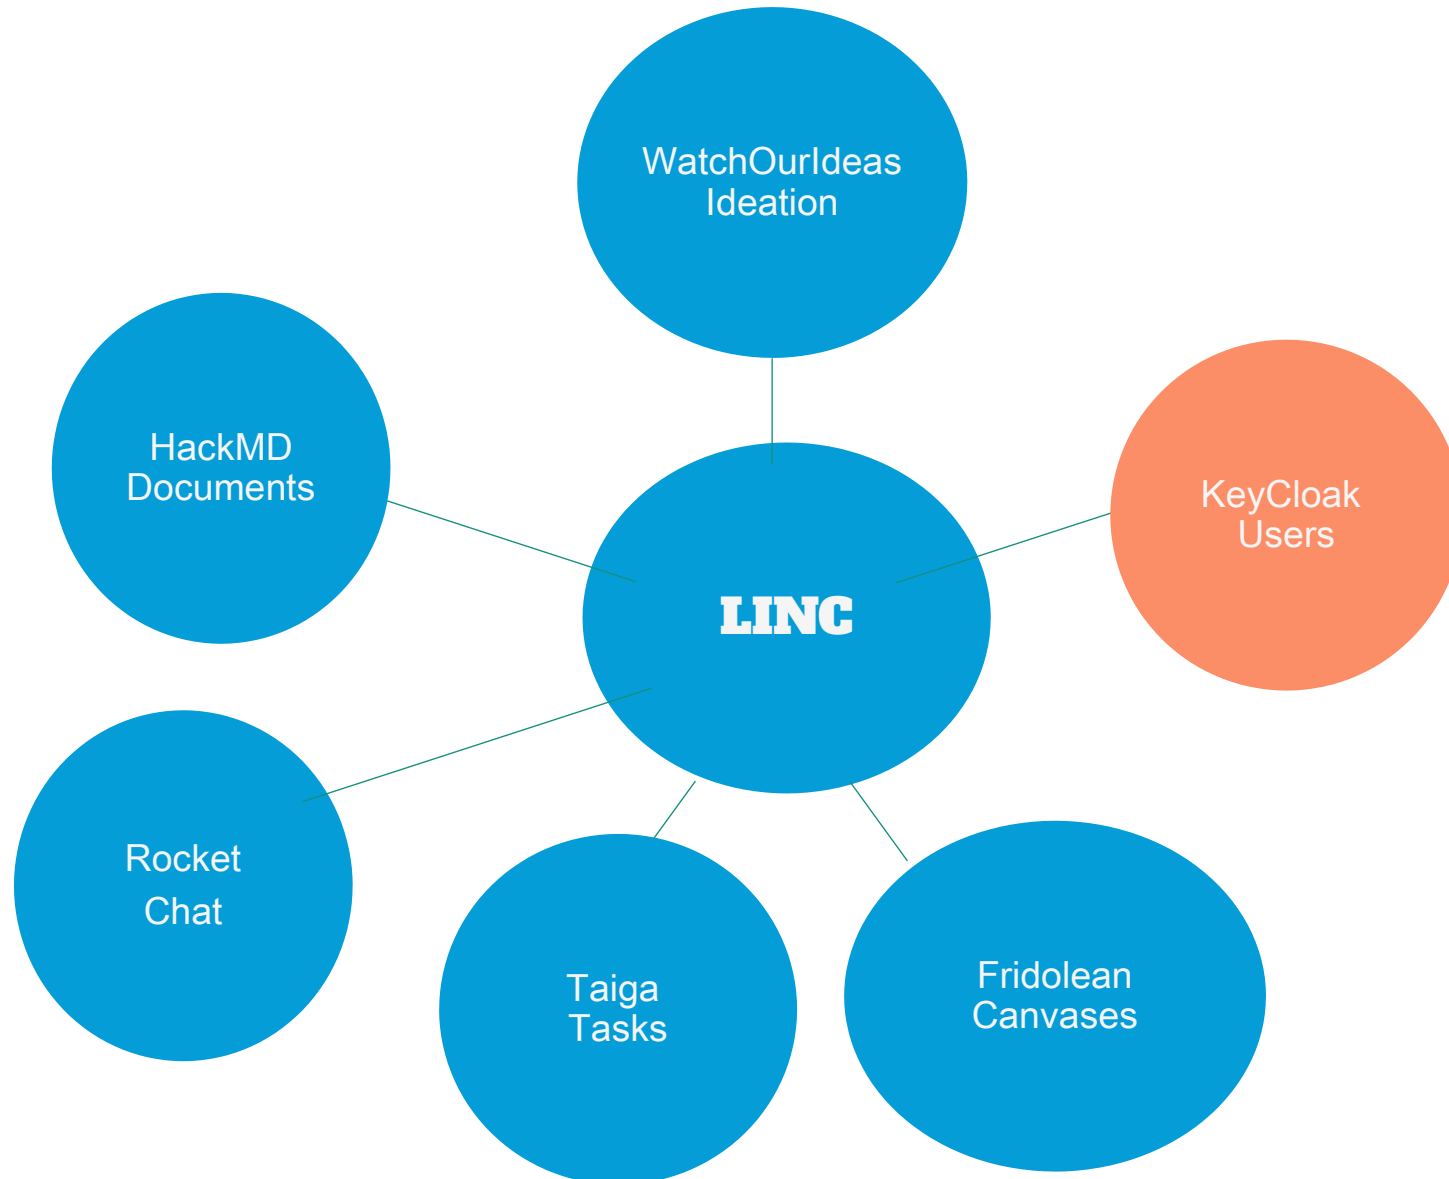 WatchOurIdeas
Ideation
HackMD
Documents
KeyCloak
Users
LINC
Rocket
Chat
Taiga
Tasks
Fridolean
Canvases